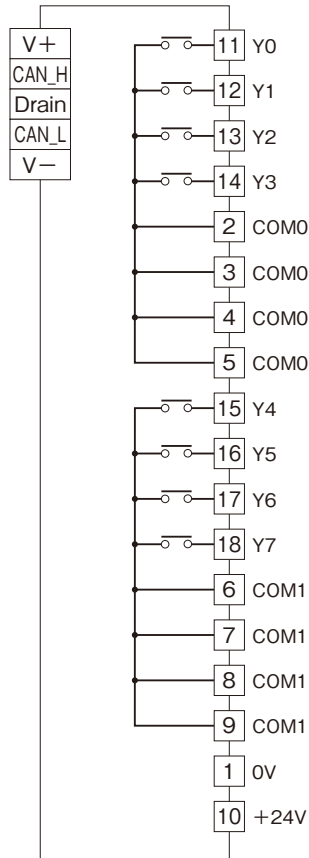 V+
CAN_H
Drain
CAN_L
V−
11 Y0
12 Y1
13 Y2
14 Y3
2 COM0
3 COM0
4 COM0
5 COM0
15 Y4
16 Y5
17 Y6
18 Y7
6 COM1
7 COM1
8 COM1
9 COM1
1 0V
10 +24V